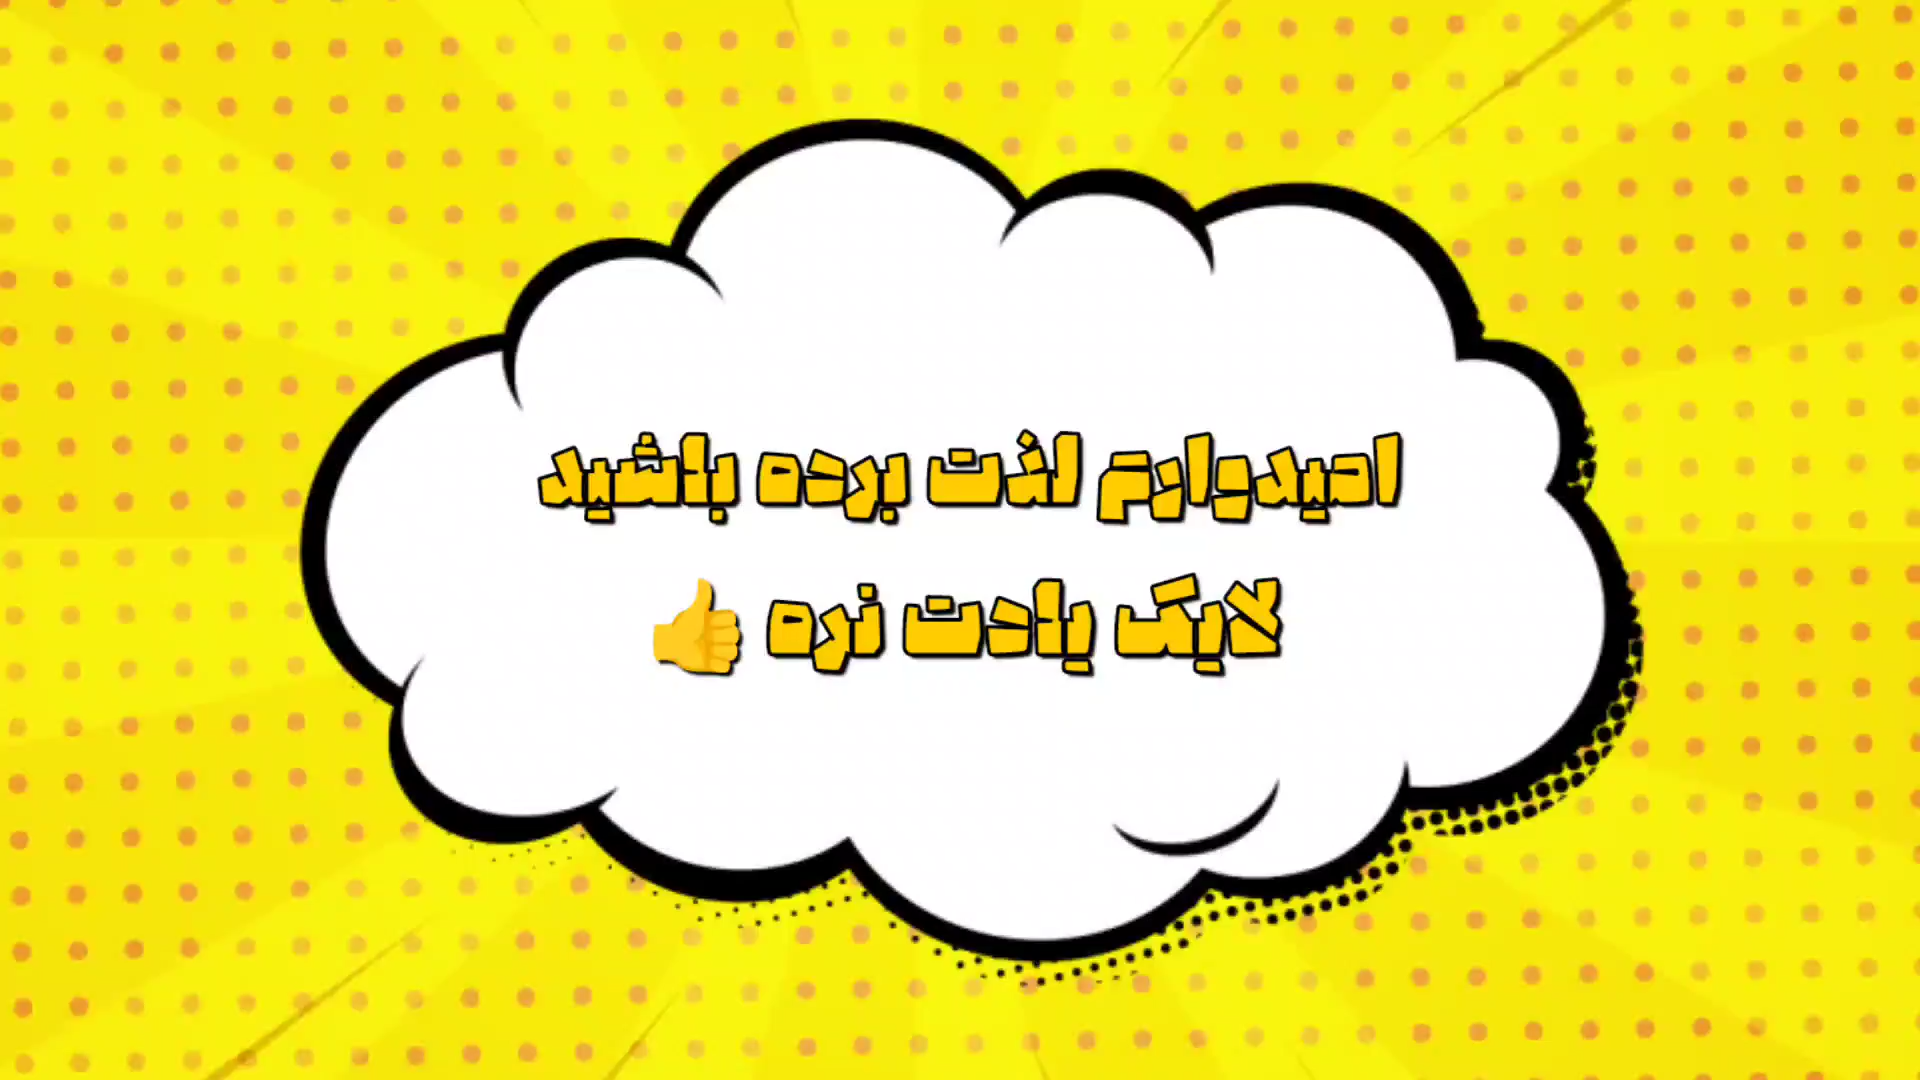 امیدوارم لذت برده باشید
لایک یادت نره 👍